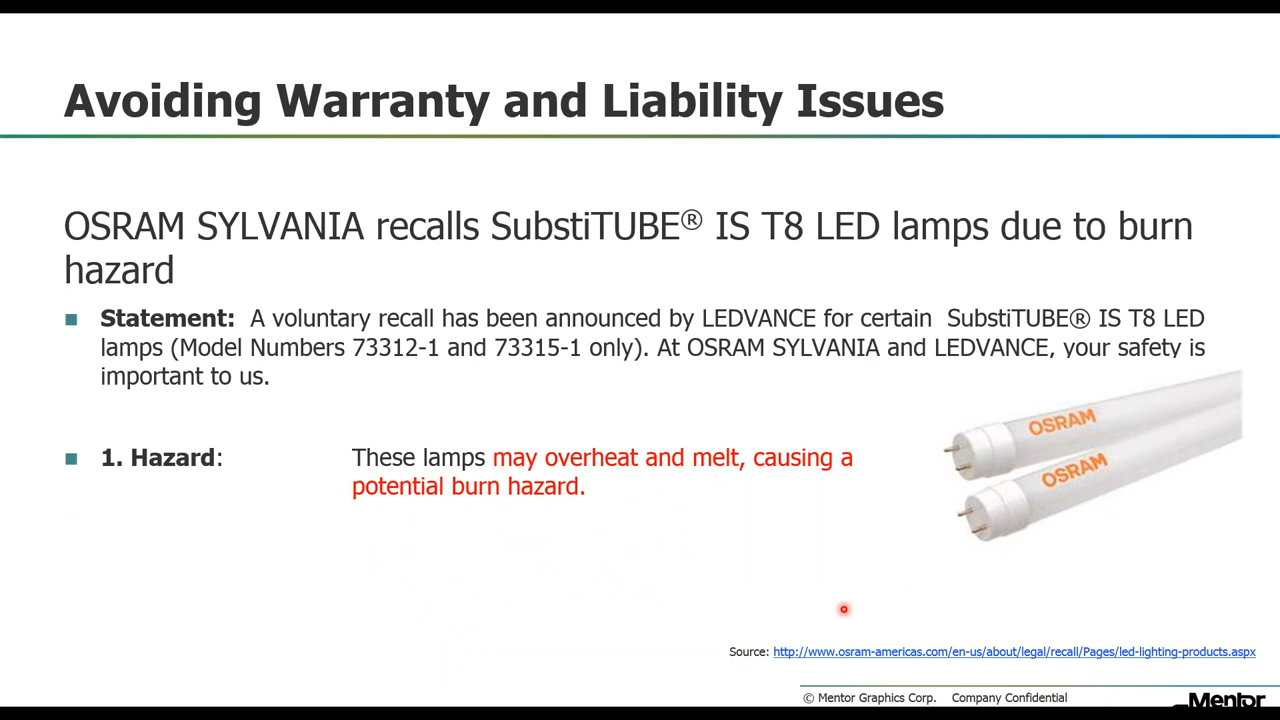 Avoiding Warranty and Liability Issues
OSRAM SYLVANIA recalls SubstiTUBE® IS T8 LED lamps due to burn
hazard
Statement: A voluntary recall has been announced by LEDVANCE for certain SubstiTUBE® IS T8 LED
lamps (Model Numbers 73312-1 and 73315-1 only). At OSRAM SYLVANIA and LEDVANCE, your safety is
important to us.
1. Hazard: These lamps may overheat and melt, causing a
potential burn hazard.
OSRAM
OSRAM
Source: http://www.osram-americas.com/en-us/about/legal/recall/Pages/led-lighting-products.aspx
© Mentor Graphics Corp. Company Confidential
Mentor